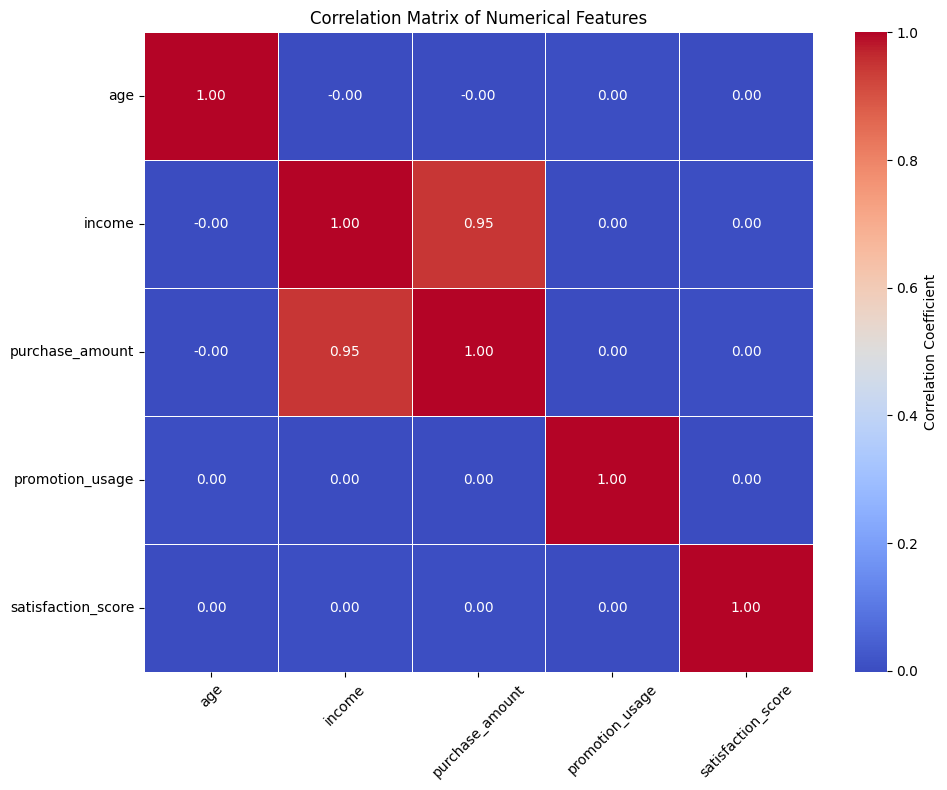 Correlation Matrix of Numerical Features
age
1.00
-0.00
-0.00
0.00
0.00
income
-0.00
1.00
0.95
0.00
0.00
purchase_amount
-0.00
0.95
1.00
0.00
0.00
promotion_usage
0.00
0.00
0.00
1.00
0.00
satisfaction_score
0.00
0.00
0.00
0.00
1.00
age
income
purchase_amount
promotion_usage
satisfaction_score
1.0
0.8
0.6
0.4
0.2
0.0
Correlation Coefficient